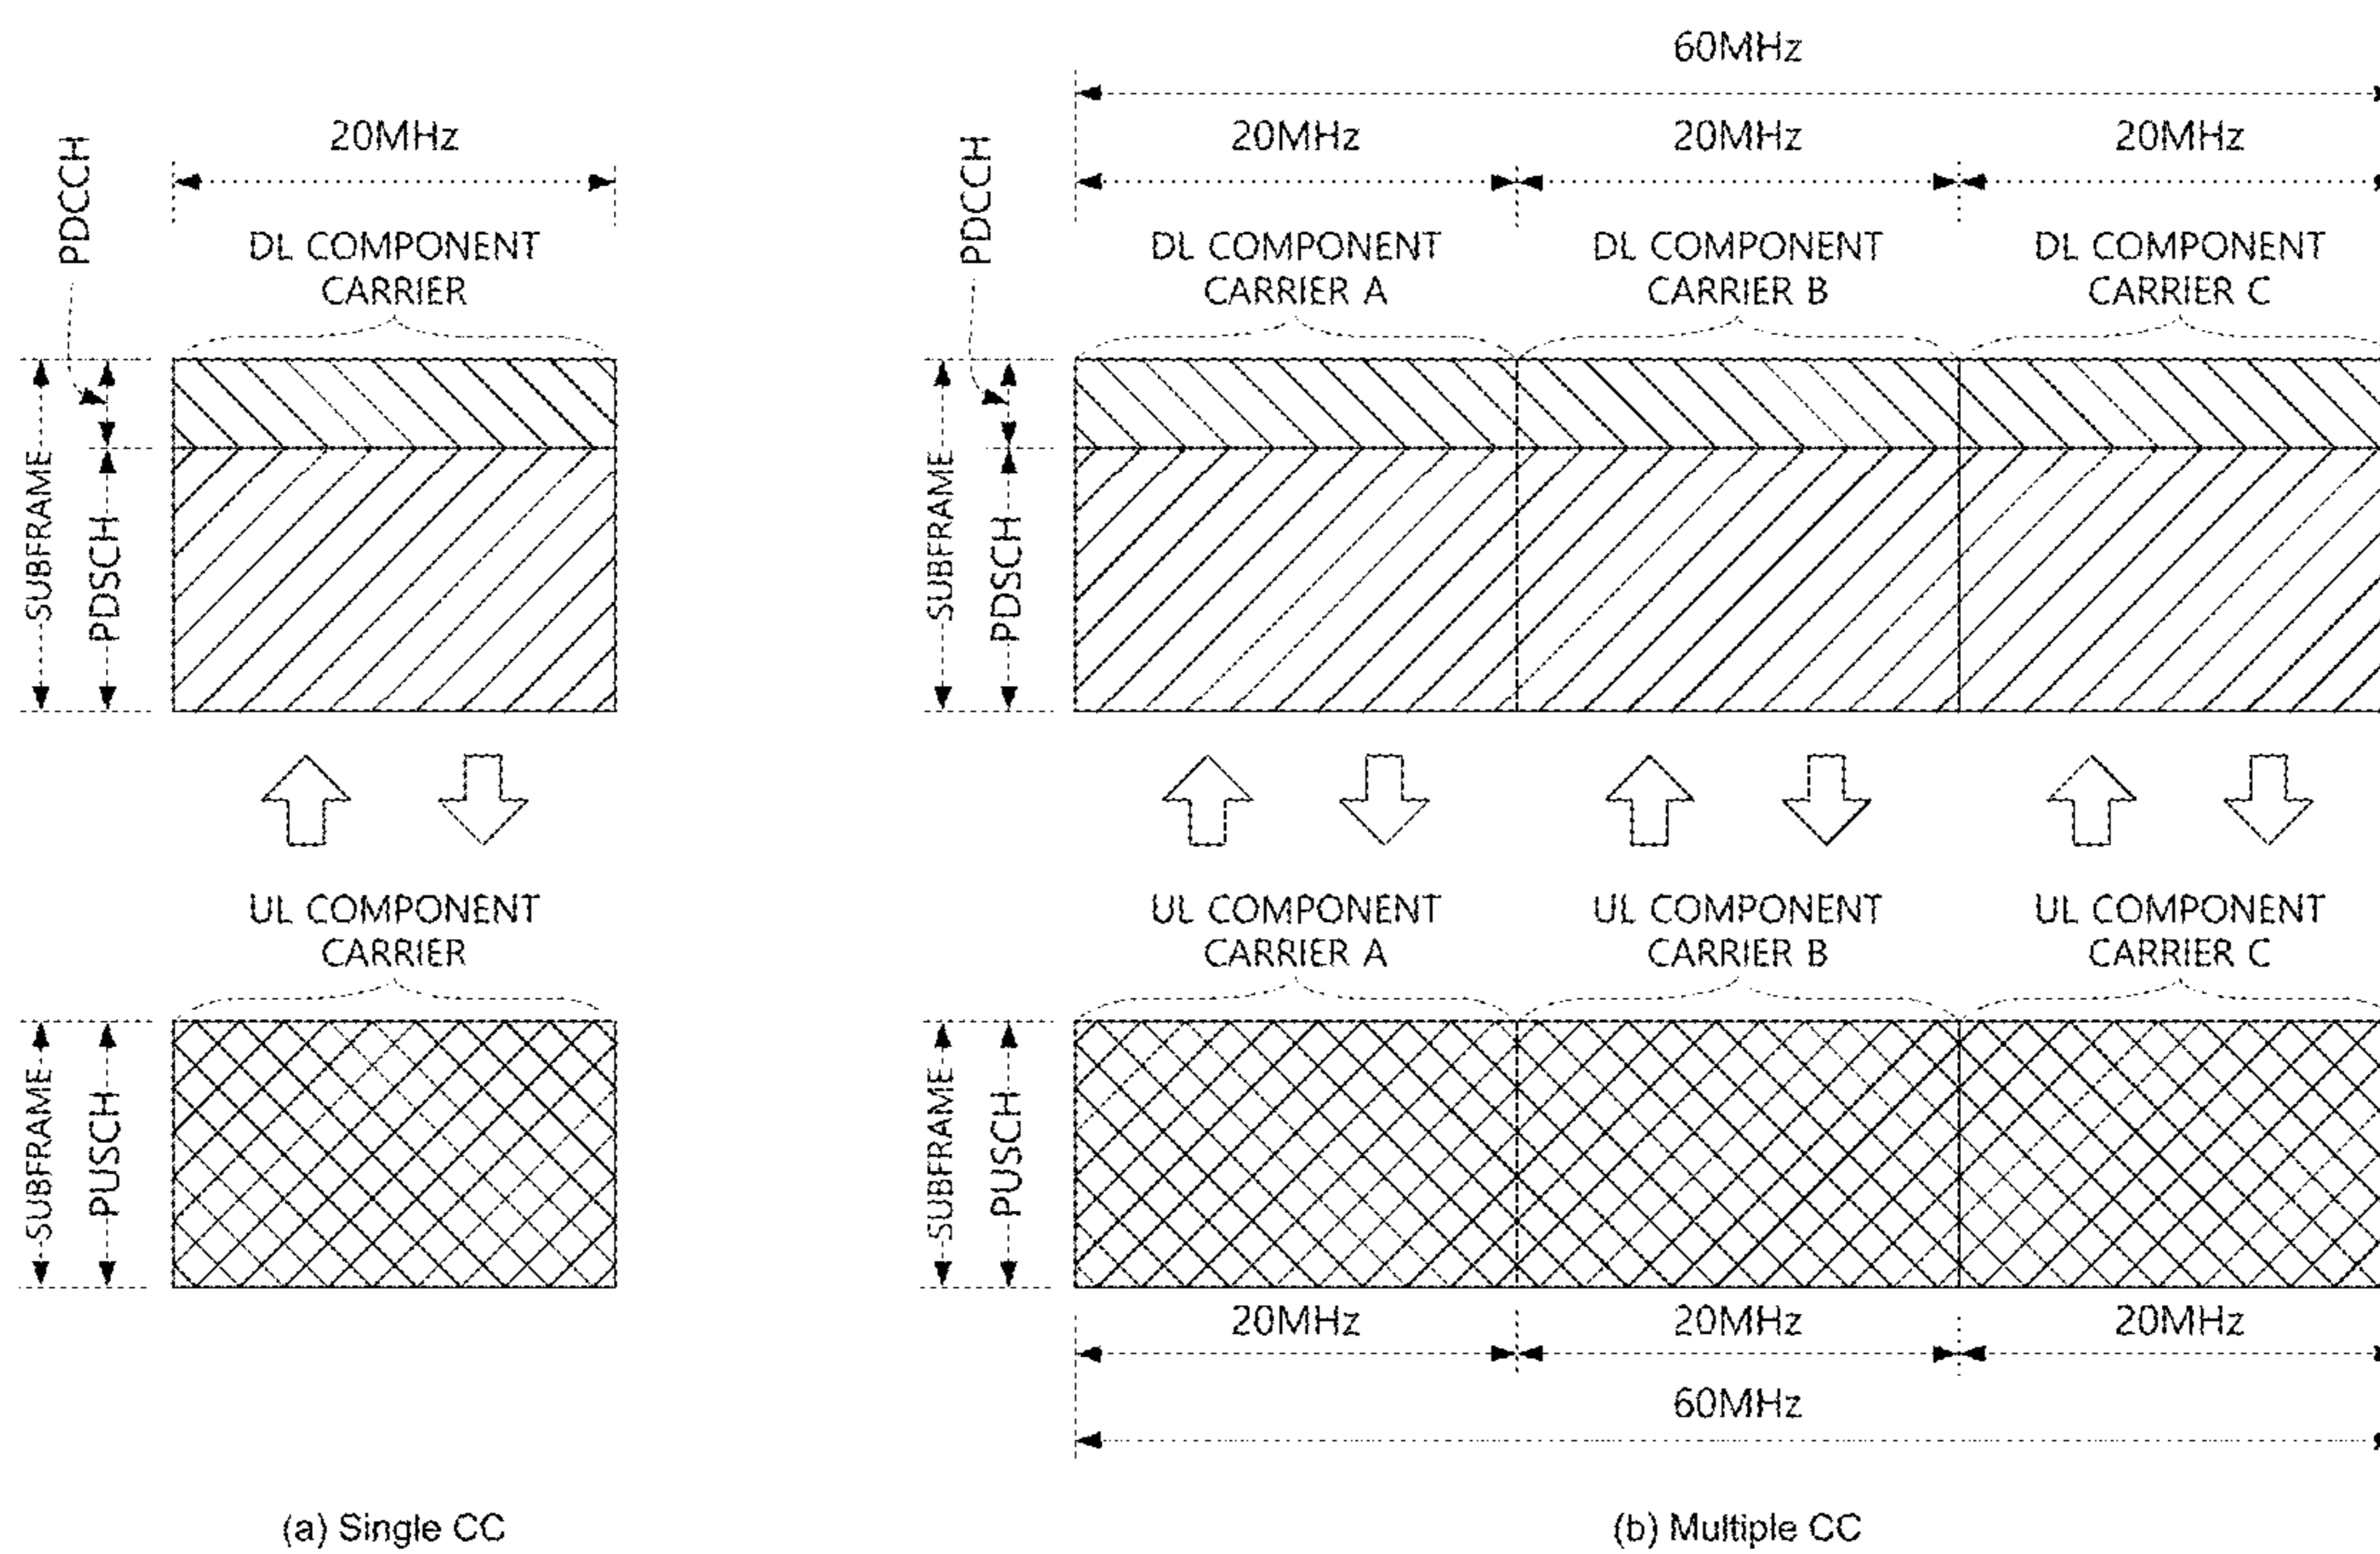 20MHz
PDCCH
DL COMPONENT
CARRIER
SUBFRAME
PDSCH
UL COMPONENT
CARRIER
SUBFRAME
PUSCH
(a) Single CC
60MHz
20MHz
20MHz
20MHz
PDCCH
DL COMPONENT
CARRIER A
DL COMPONENT
CARRIER B
DL COMPONENT
CARRIER C
SUBFRAME
PDSCH
UL COMPONENT
CARRIER A
UL COMPONENT
CARRIER B
UL COMPONENT
CARRIER C
SUBFRAME
PUSCH
20MHz
20MHz
20MHz
60MHz
(b) Multiple CC